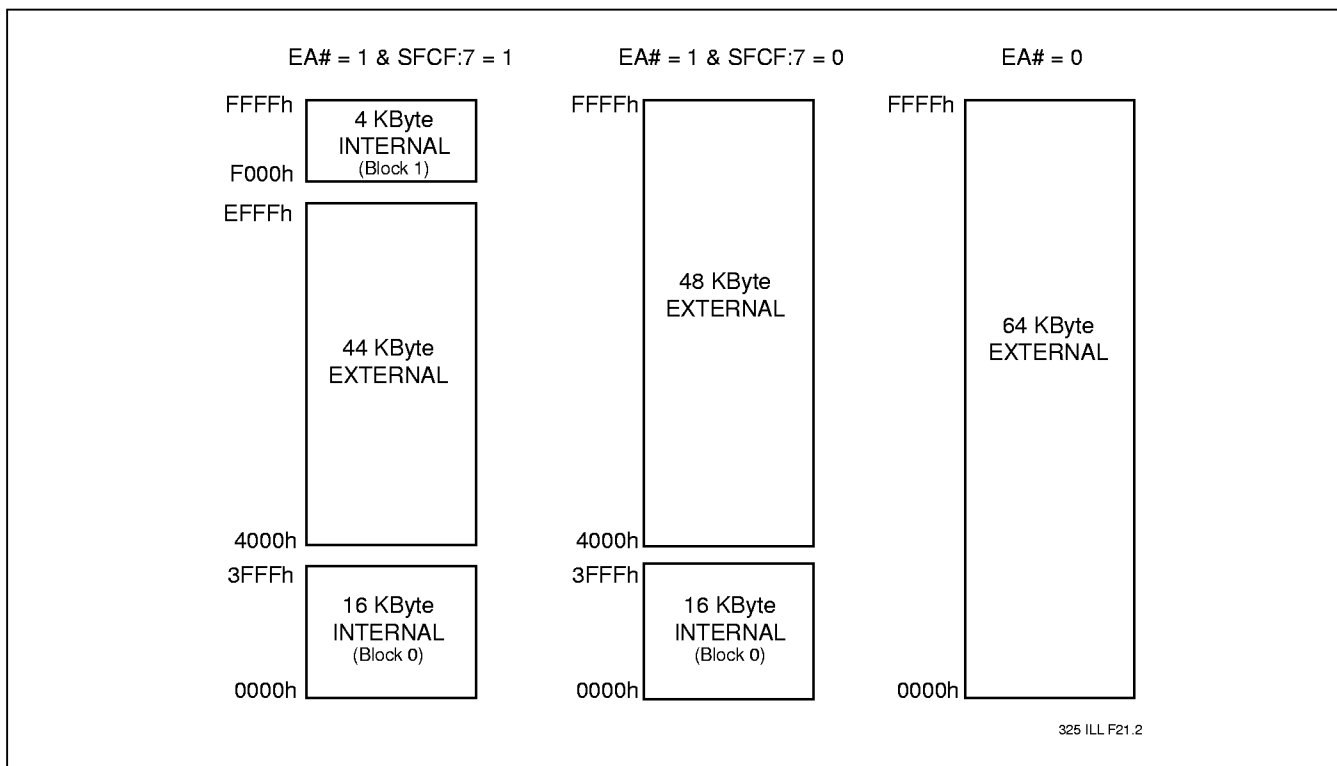 EA# = 1 & SFCF:7 = 1
FFFFh
4 KByte
INTERNAL
(Block 1)
F000h
EFFFh
44 KByte
EXTERNAL
4000h
3FFFh
16 KByte
INTERNAL
(Block 0)
0000h
EA# = 1 & SFCF:7 = 0
FFFFh
48 KByte
EXTERNAL
4000h
3FFFh
16 KByte
INTERNAL
(Block 0)
0000h
EA# = 0
FFFFh
64 KByte
EXTERNAL
0000h
325 ILL F21.2